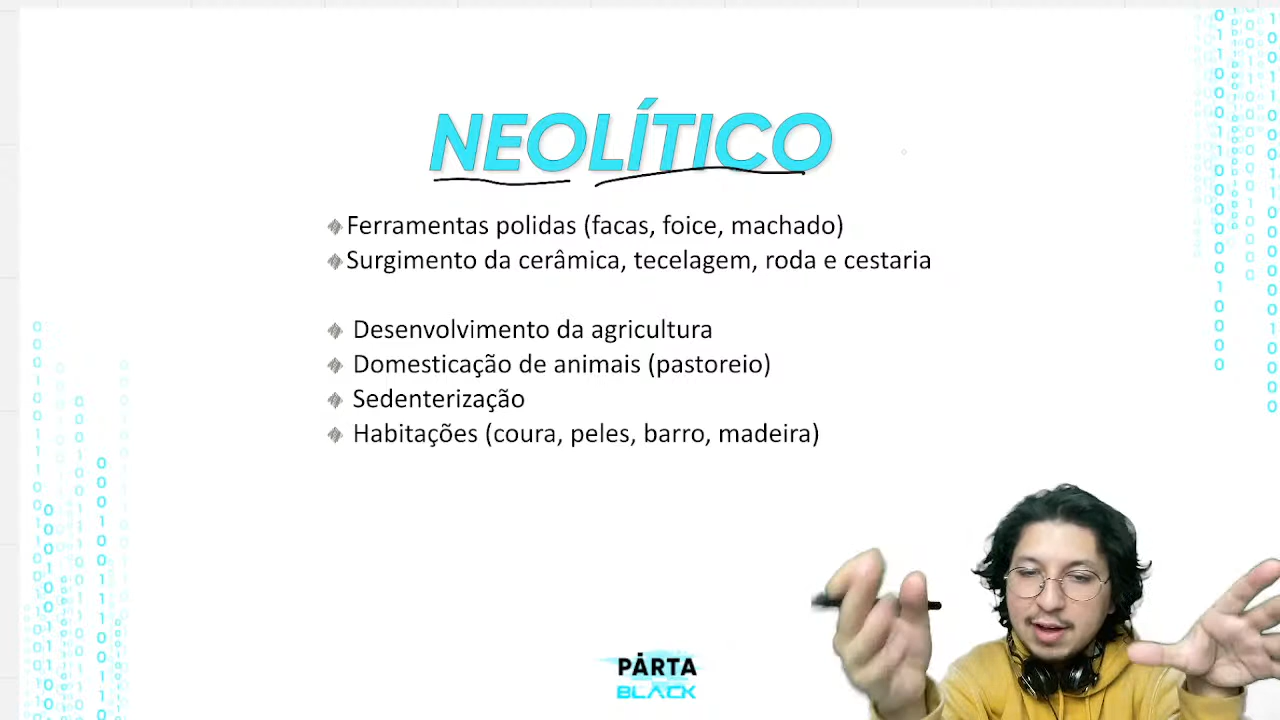 NEOLÍTICO
Ferramentas polidas (facas, foice, machado)
Surgimento da cerâmica, tecelagem, roda e cestaria
Desenvolvimento da agricultura
Domesticação de animais (pastoreio)
Sedenterização
Habitações (coura, peles, barro, madeira)
PÀRTA
BLACK